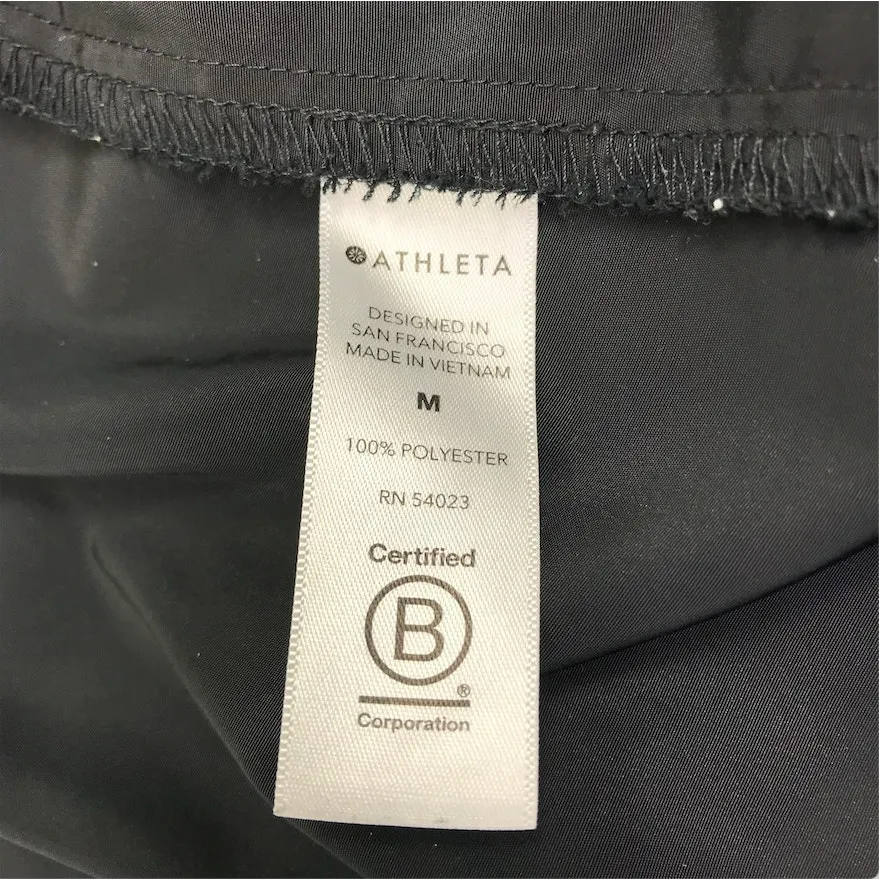 ATHLETA
DESIGNED IN
SAN FRANCISCO
MADE IN VIETNAM
M
100% POLYESTER
RN 54023
Certified
B
®
Corporation